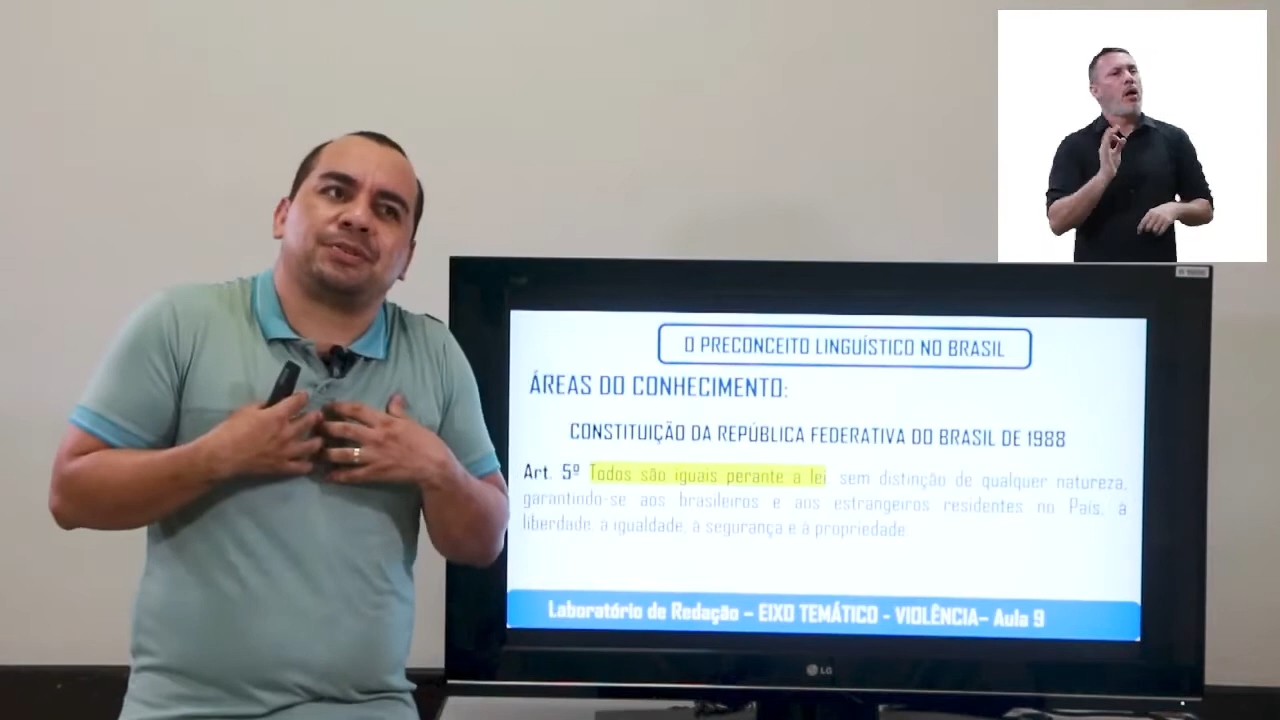 O PRECONCEITO LINGUÍSTICO NO BRASIL
ÁREAS DO CONHECIMENTO:
CONSTITUIÇÃO DA REPÚBLICA FEDERATIVA DO BRASIL DE 1988
Art. 5º Todos são iguais perante a lei, sem distinção de qualquer natureza,
garantindo-se aos brasileiros e aos estrangeiros residentes no País, à
liberdade, à igualdade, à segurança e à propriedade.
Laboratório de Redação – EIXO TEMÁTICO - VIOLÊNCIA– Aula 9
LG